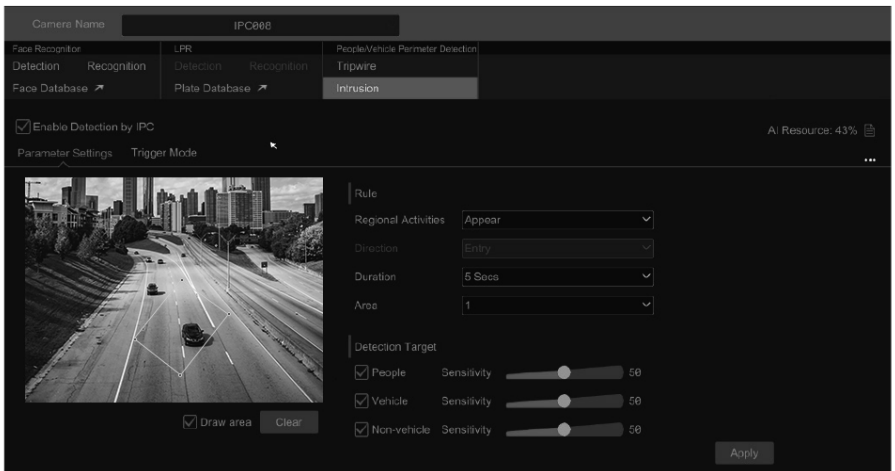 Camera Name IPC008
Face Recognition LPR People/Vehicle Perimeter Detection
Detection Recognition Detection Recognition Tripwire
Face Database Plate Database Intrusion
Enable Detection by IPC
AI Resource: 43%
Parameter Settings Trigger Mode
Rule
Regional Activities Appear
Direction Entry
Duration 5 Secs
Area 1
Detection Target
People Sensitivity 50
Vehicle Sensitivity 50
Non-vehicle Sensitivity 50
Draw area Clear
Apply